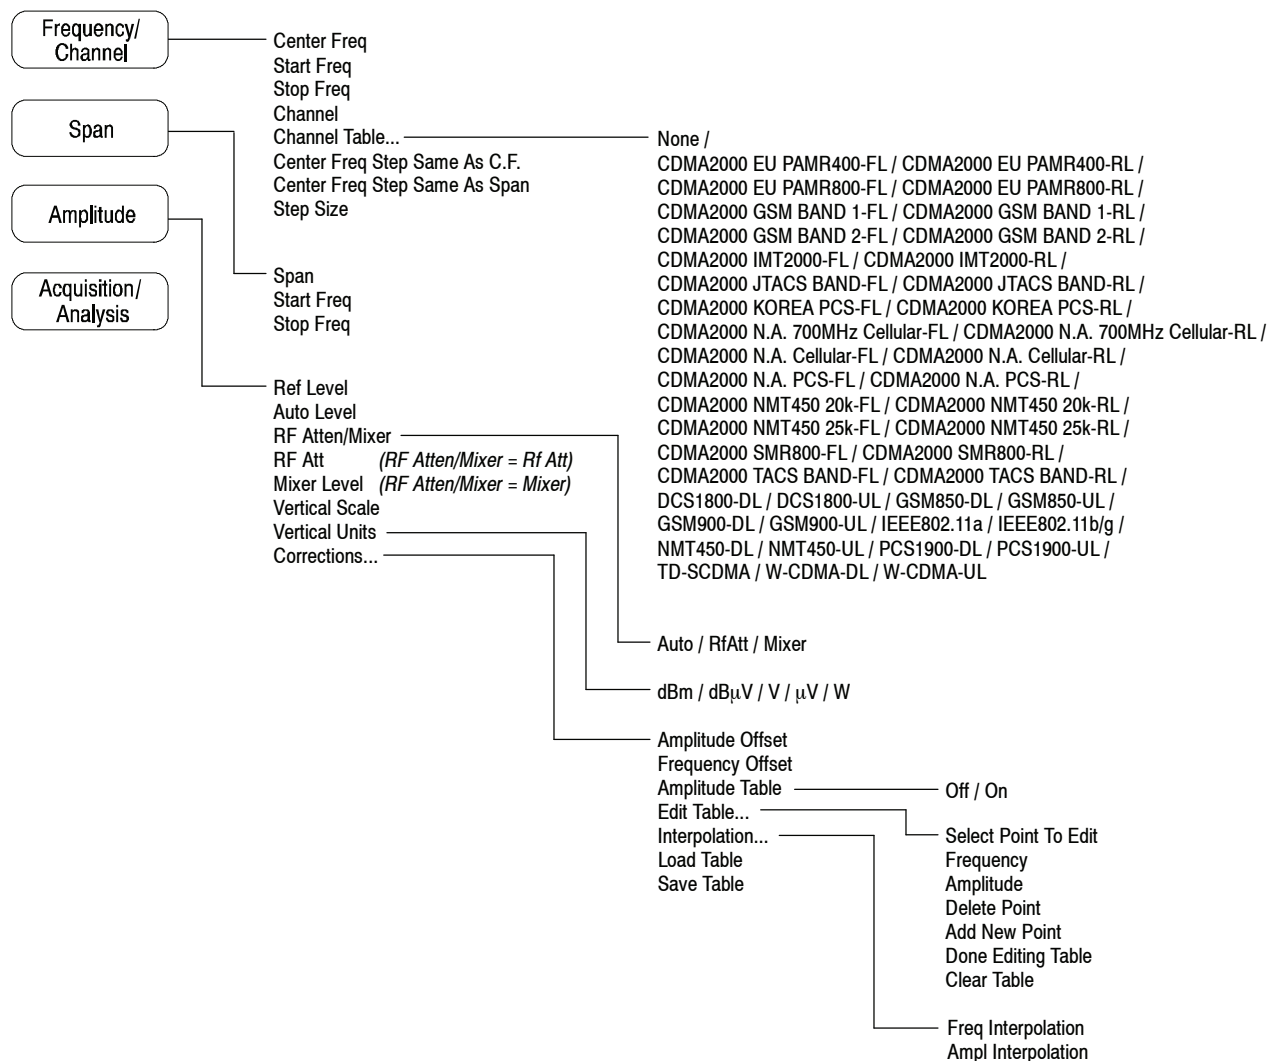 Frequency/
Channel
Span
Amplitude
Acquisition/
Analysis
Center Freq
Start Freq
Stop Freq
Channel
Channel Table...
Center Freq Step Same As C.F.
Center Freq Step Same As Span
Step Size
Span
Start Freq
Stop Freq
Ref Level
Auto Level
RF Atten/Mixer
RF Att (RF Atten/Mixer = Rf Att)
Mixer Level (RF Atten/Mixer = Mixer)
Vertical Scale
Vertical Units
Corrections...
None /
CDMA2000 EU PAMR400-FL / CDMA2000 EU PAMR400-RL /
CDMA2000 EU PAMR800-FL / CDMA2000 EU PAMR800-RL /
CDMA2000 GSM BAND 1-FL / CDMA2000 GSM BAND 1-RL /
CDMA2000 GSM BAND 2-FL / CDMA2000 GSM BAND 2-RL /
CDMA2000 IMT2000-FL / CDMA2000 IMT2000-RL /
CDMA2000 JTACS BAND-FL / CDMA2000 JTACS BAND-RL /
CDMA2000 KOREA PCS-FL / CDMA2000 KOREA PCS-RL /
CDMA2000 N.A. 700MHz Cellular-FL / CDMA2000 N.A. 700MHz Cellular-RL /
CDMA2000 N.A. Cellular-FL / CDMA2000 N.A. Cellular-RL /
CDMA2000 N.A. PCS-FL / CDMA2000 N.A. PCS-RL /
CDMA2000 NMT450 20k-FL / CDMA2000 NMT450 20k-RL /
CDMA2000 NMT450 25k-FL / CDMA2000 NMT450 25k-RL /
CDMA2000 SMR800-FL / CDMA2000 SMR800-RL /
CDMA2000 TACS BAND-FL / CDMA2000 TACS BAND-RL /
DCS1800-DL / DCS1800-UL / GSM850-DL / GSM850-UL /
GSM900-DL / GSM900-UL / IEEE802.11a / IEEE802.11b/g /
NMT450-DL / NMT450-UL / PCS1900-DL / PCS1900-UL /
TD-SCDMA / W-CDMA-DL / W-CDMA-UL
Auto / RfAtt / Mixer
dBm / dBμV / V / μV / W
Amplitude Offset
Frequency Offset
Amplitude Table
Edit Table...
Interpolation...
Load Table
Save Table
Off / On
Select Point To Edit
Frequency
Amplitude
Delete Point
Add New Point
Done Editing Table
Clear Table
Freq Interpolation
Ampl Interpolation